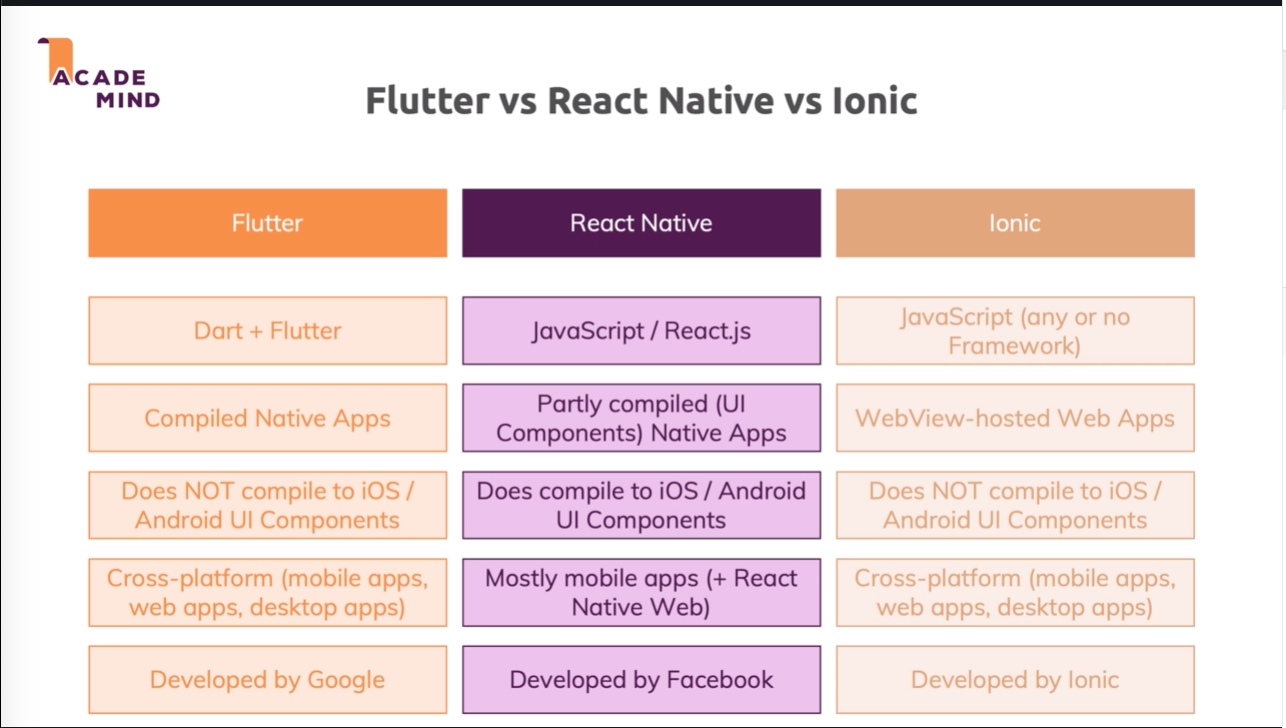 ACADE
MIND
Flutter vs React Native vs Ionic
Flutter
React Native
Ionic
Dart + Flutter
JavaScript / React.js
JavaScript (any or no
Framework)
Compiled Native Apps
Partly compiled (UI
Components) Native Apps
WebView-hosted Web Apps
Does NOT compile to iOS /
Android UI Components
Does compile to iOS / Android
UI Components
Does NOT compile to iOS /
Android UI Components
Cross-platform (mobile apps,
web apps, desktop apps)
Mostly mobile apps (+ React
Native Web)
Cross-platform (mobile apps,
web apps, desktop apps)
Developed by Google
Developed by Facebook
Developed by Ionic